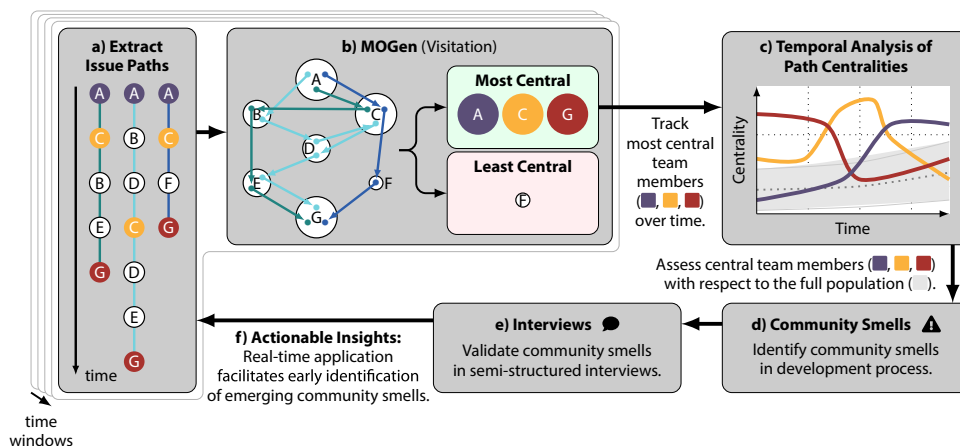 a) Extract
Issue Paths
A
C
B
E
G
A
B
D
C
D
E
G
A
C
F
G
time
time
windows
b) MOGen (Visitation)
A
B
C
D
E
F
G
Most Central
A C G
Least Central
F
Track
most central
team
members
( , , )
over time.
c) Temporal Analysis of
Path Centralities
Centrality
Time
Assess central team members ( , , )
with respect to the full population ( ).
d) Community Smells
Identify community smells
in development process.
e) Interviews
Validate community smells
in semi-structured interviews.
f) Actionable Insights:
Real-time application
facilitates early identification
of emerging community smells.